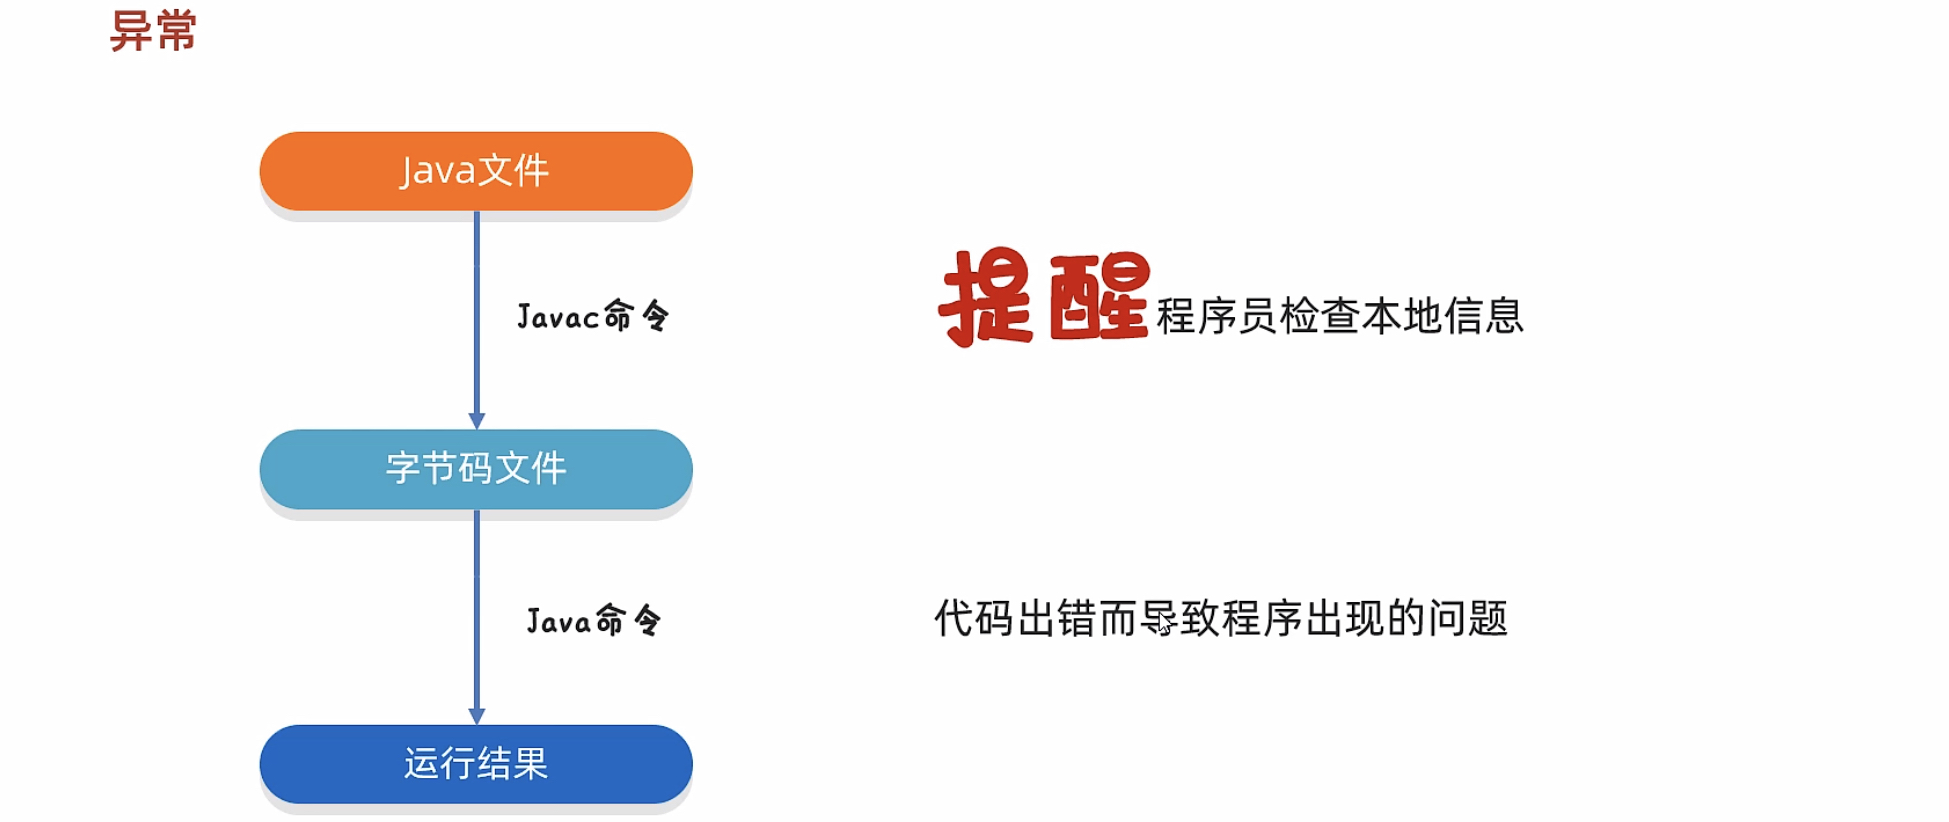 异常
Java文件
Javac命令
提醒程序员检查本地信息
字节码文件
Java命令
代码出错而导致程序出现的问题
运行结果